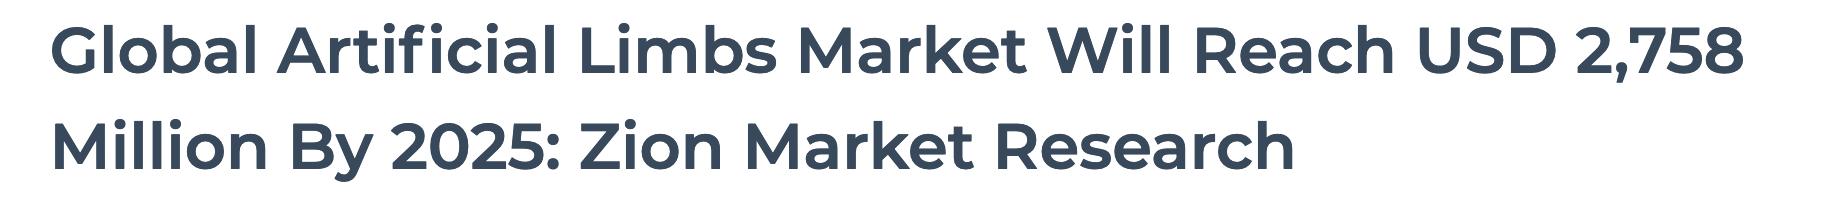 Global Artificial Limbs Market Will Reach USD 2,758
Million By 2025: Zion Market Research